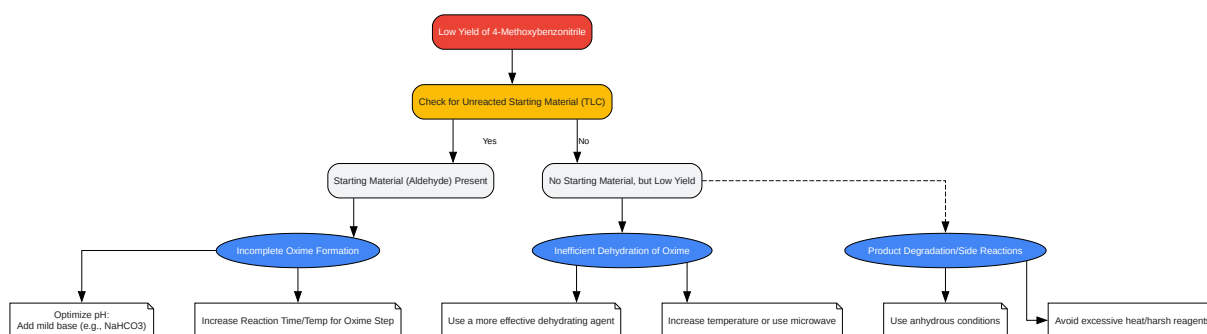 Low Yield of 4-Methoxybenzonitrile
Check for Unreacted Starting Material (TLC)
Yes
No
Starting Material (Aldehyde) Present
No Starting Material, but Low Yield
Incomplete Oxime Formation
Inefficient Dehydration of Oxime
Product Degradation/Side Reactions
Optimize pH:
Add mild base (e.g., NaHCO3)
Increase Reaction Time/Temp for Oxime Step
Use a more effective dehydrating agent
Increase temperature or use microwave
Use anhydrous conditions
Avoid excessive heat/harsh reagents